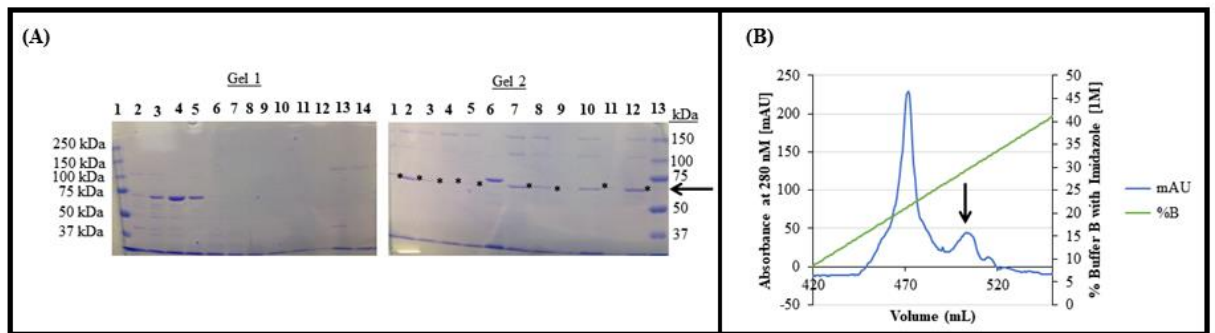 (A)
Gel 1
1 2 3 4 5 6 7 8 9 10 11 12 13 14
250 kDa
150 kDa
100 kDa
75 kDa
50 kDa
37 kDa
Gel 2
1 2 3 4 5 6 7 8 9 10 11 12 13
kDa
150
100
75
50
37
(B)
Absorbance at 280 nM [mAU]
250
200
150
100
50
0
-50
420 470 520
Volume (mL)
50
45
40
35
30
25
20
15
10
5
0
% Buffer B with Imidazole [1M]
mAU
%B